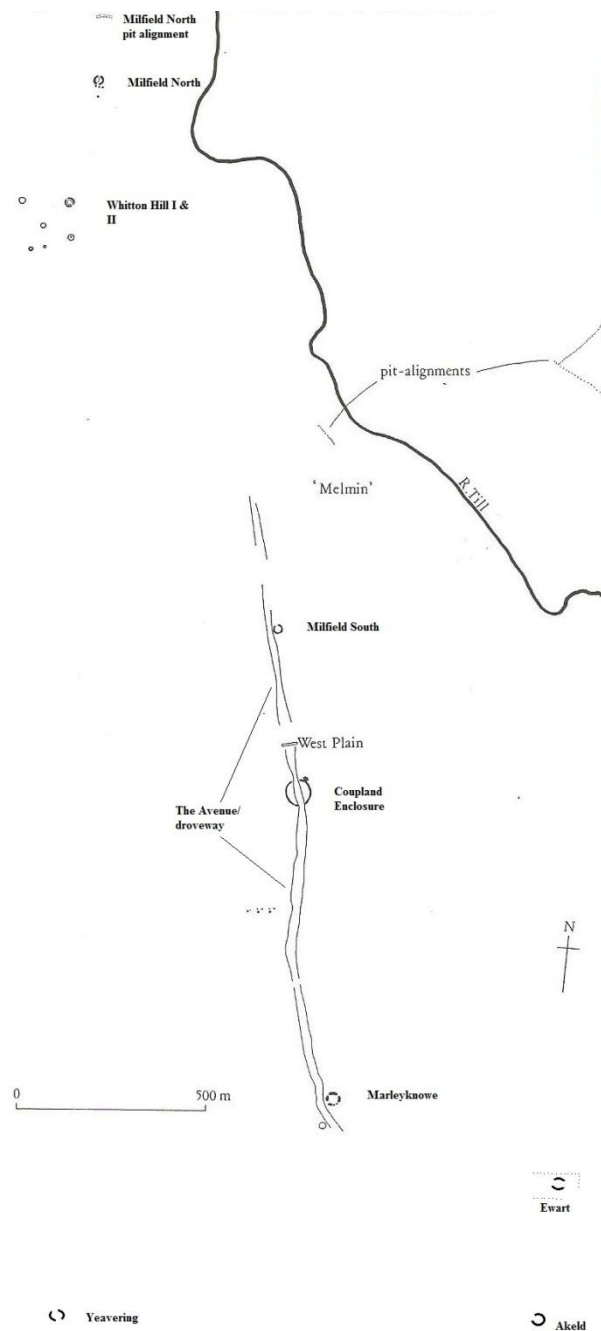 Milfield North
pit alignment
Milfield North
Whitton Hill I &
II
pit-alignments
'Melmin'
R.Till
Milfield South
West Plain
Coupland
Enclosure
The Avenue/
droveway
N
0 500 m
Marleyknowe
Ewart
Yeavering
Akeld